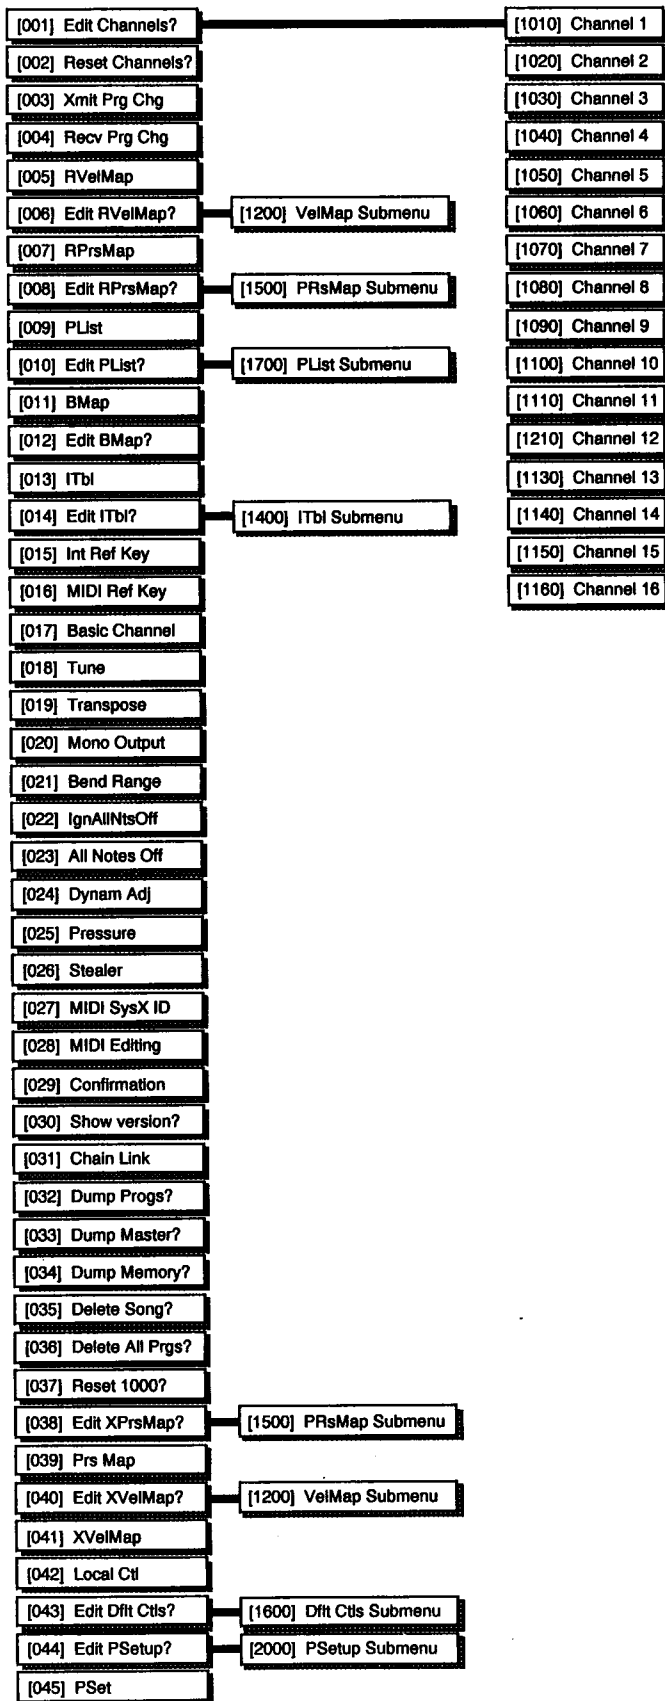 [001] Edit Channels?
[1010] Channel 1
[002] Reset Channels?
[1020] Channel 2
[003] Xmit Prg Chg
[1030] Channel 3
[004] Recv Prg Chg
[1040] Channel 4
[005] RVelMap
[1050] Channel 5
[006] Edit RVelMap?
[1200] VelMap Submenu
[1060] Channel 6
[007] RPrsMap
[1070] Channel 7
[008] Edit RPrsMap?
[1500] PRsMap Submenu
[1080] Channel 8
[009] PList
[1090] Channel 9
[010] Edit PList?
[1700] PList Submenu
[1100] Channel 10
[011] BMap
[1110] Channel 11
[012] Edit BMap?
[1210] Channel 12
[013] ITbl
[1130] Channel 13
[014] Edit ITbl?
[1400] ITbl Submenu
[1140] Channel 14
[015] Int Ref Key
[1150] Channel 15
[016] MIDI Ref Key
[1160] Channel 16
[017] Basic Channel
[018] Tune
[019] Transpose
[020] Mono Output
[021] Bend Range
[022] IgnAllNtsOff
[023] All Notes Off
[024] Dynam Adj
[025] Pressure
[026] Stealer
[027] MIDI SysX ID
[028] MIDI Editing
[029] Confirmation
[030] Show version?
[031] Chain Link
[032] Dump Progs?
[033] Dump Master?
[034] Dump Memory?
[035] Delete Song?
[036] Delete All Prgs?
[037] Reset 1000?
[038] Edit XPrsMap?
[1500] PRsMap Submenu
[039] Prs Map
[040] Edit XVelMap?
[1200] VelMap Submenu
[041] XVelMap
[042] Local Ctl
[043] Edit Dflt Ctls?
[1600] Dflt Ctls Submenu
[044] Edit PSetup?
[2000] PSetup Submenu
[045] PSet